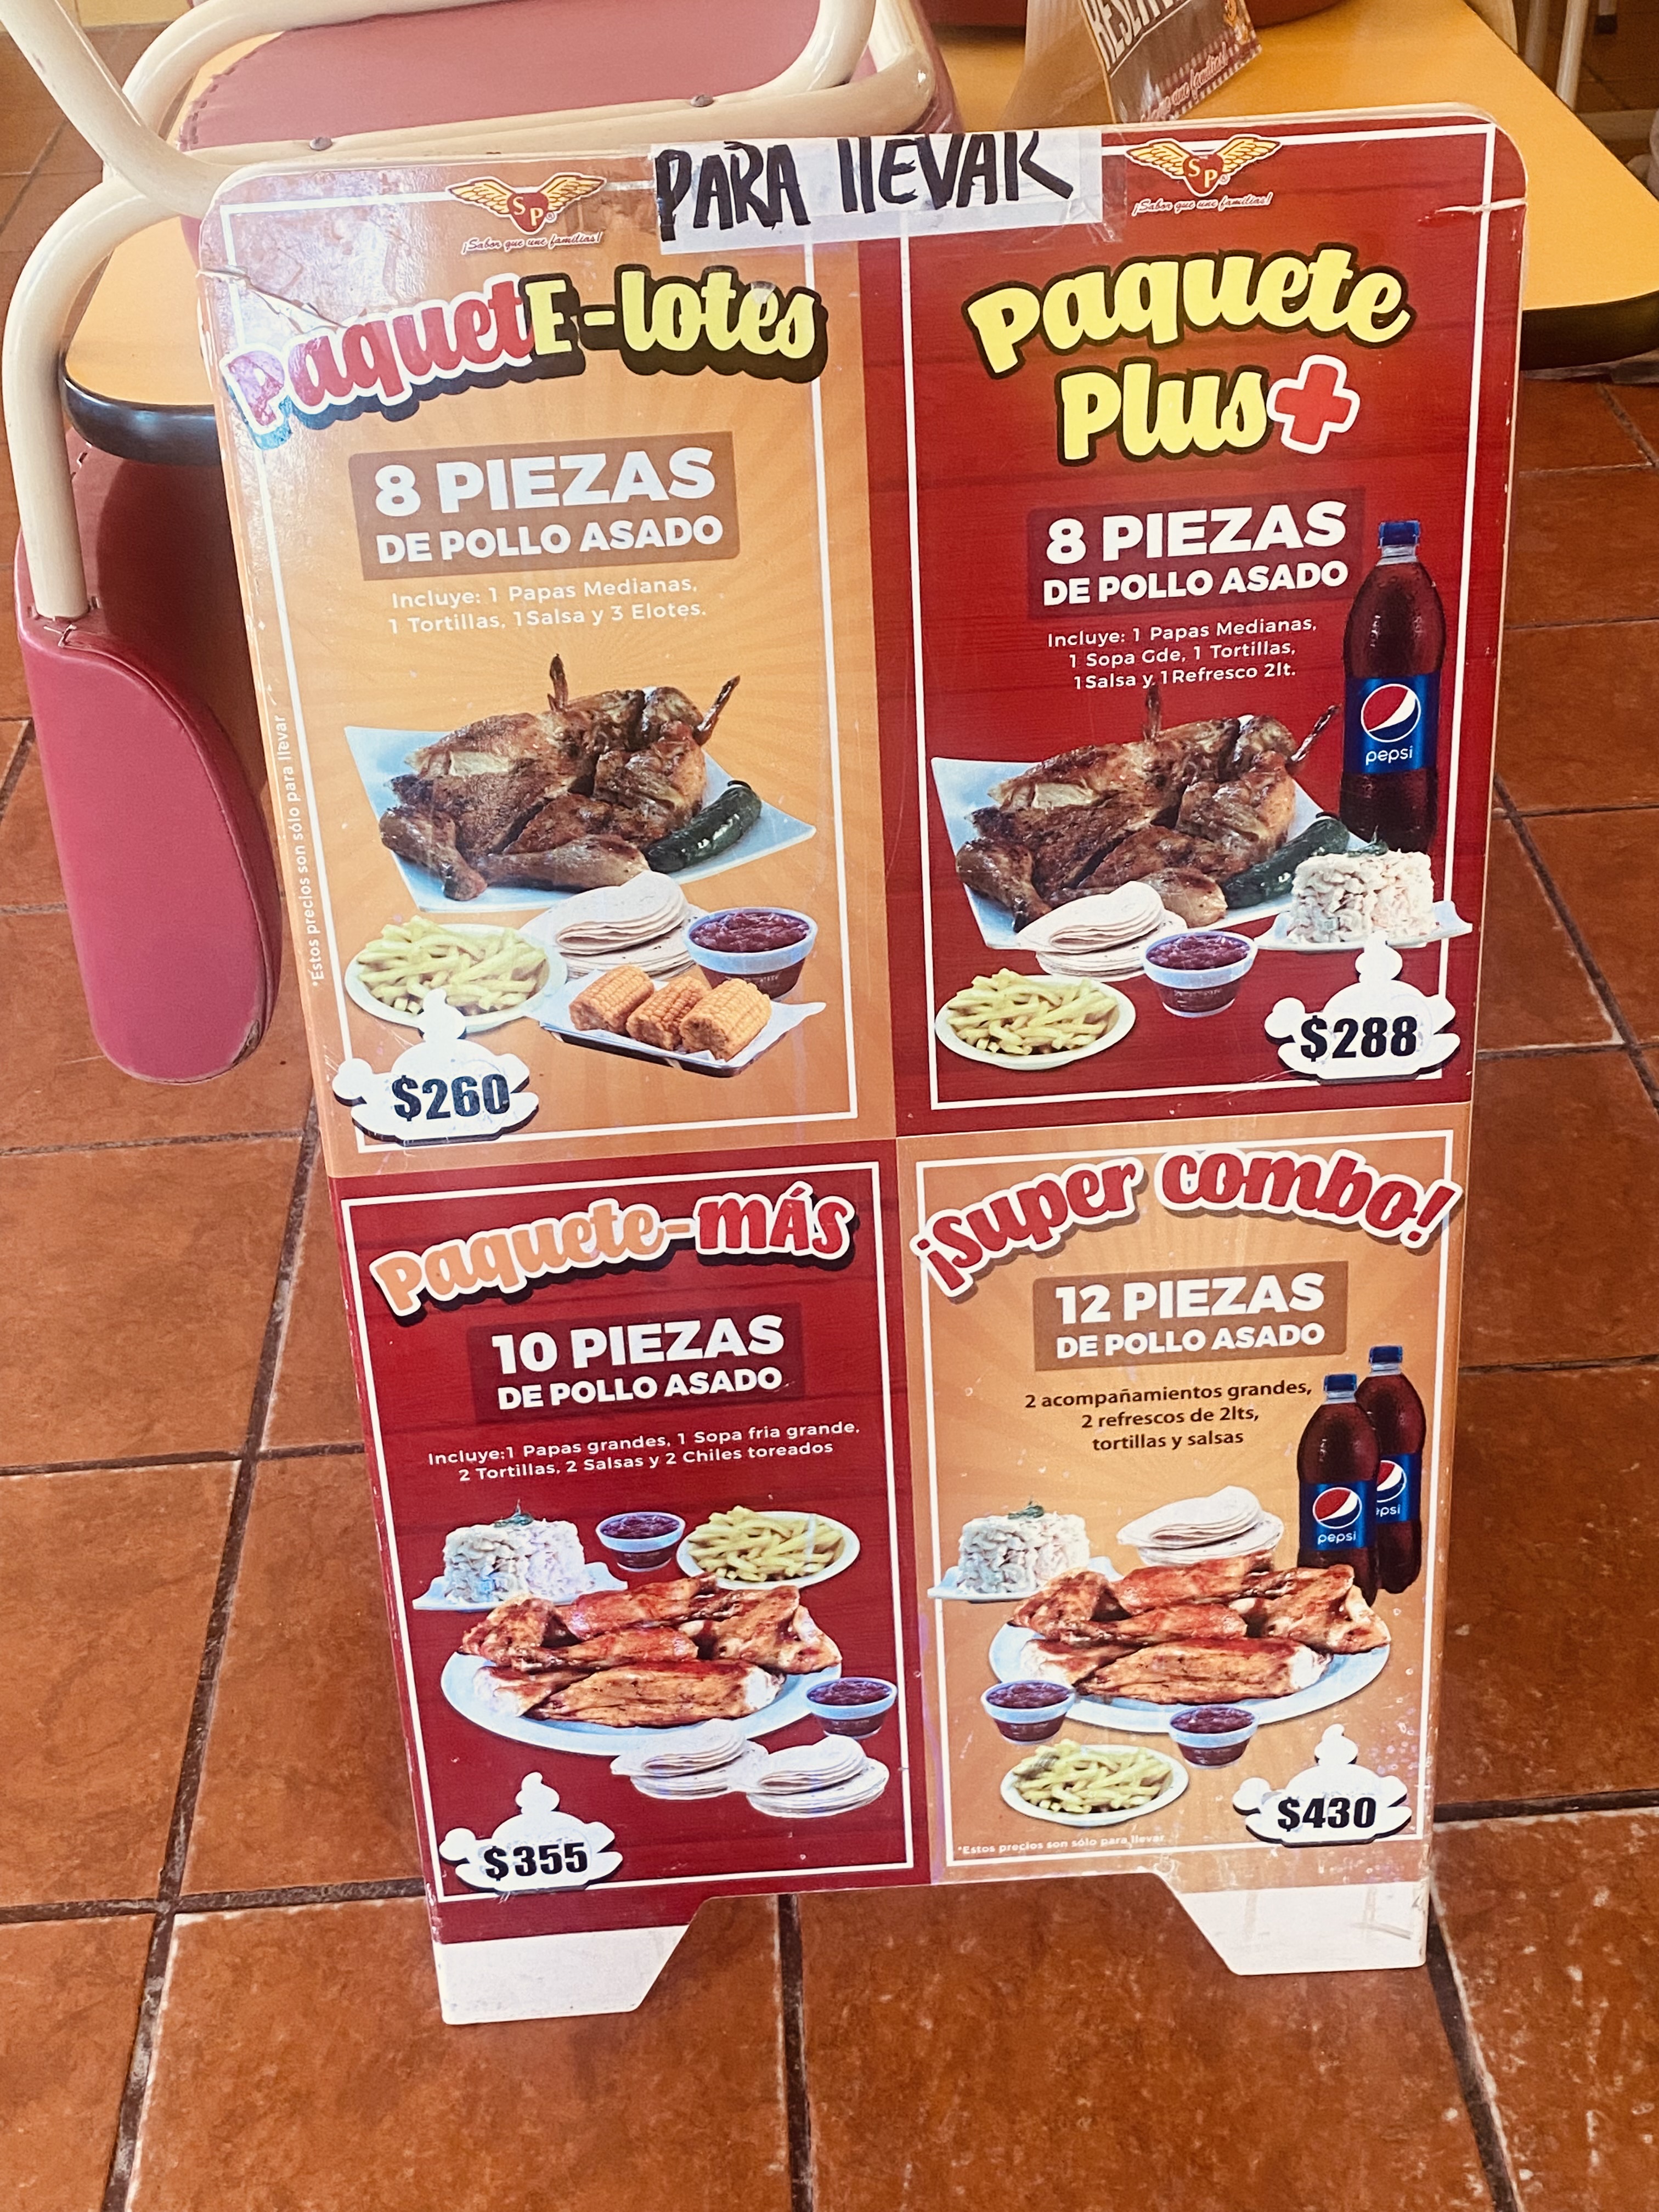 RESERV
PARA llEVAR
SP
¡Sabor que une familias!
PaquetE-lotes
8 PIEZAS
DE POLLO ASADO
Incluye: 1 Papas Medianas,
1 Tortillas, 1Salsa y 3 Elotes.
*Estos precios son sólo para llevar
$260
SP
¡Sabor que une familias!
Paquete
Plus+
8 PIEZAS
DE POLLO ASADO
Incluye: 1 Papas Medianas,
1 Sopa Gde, 1 Tortillas,
1Salsa y 1Refresco 2lt.
pepsi
$288
Paquete-más
10 PIEZAS
DE POLLO ASADO
Incluye:1 Papas grandes, 1 Sopa fria grande,
2 Tortillas, 2 Salsas y 2 Chiles toreados
$355
¡Super combo!
12 PIEZAS
DE POLLO ASADO
2 acompañamientos grandes,
2 refrescos de 2lts,
tortillas y salsas
pepsi
epsi
$430
*Estos precios son sólo para llevar